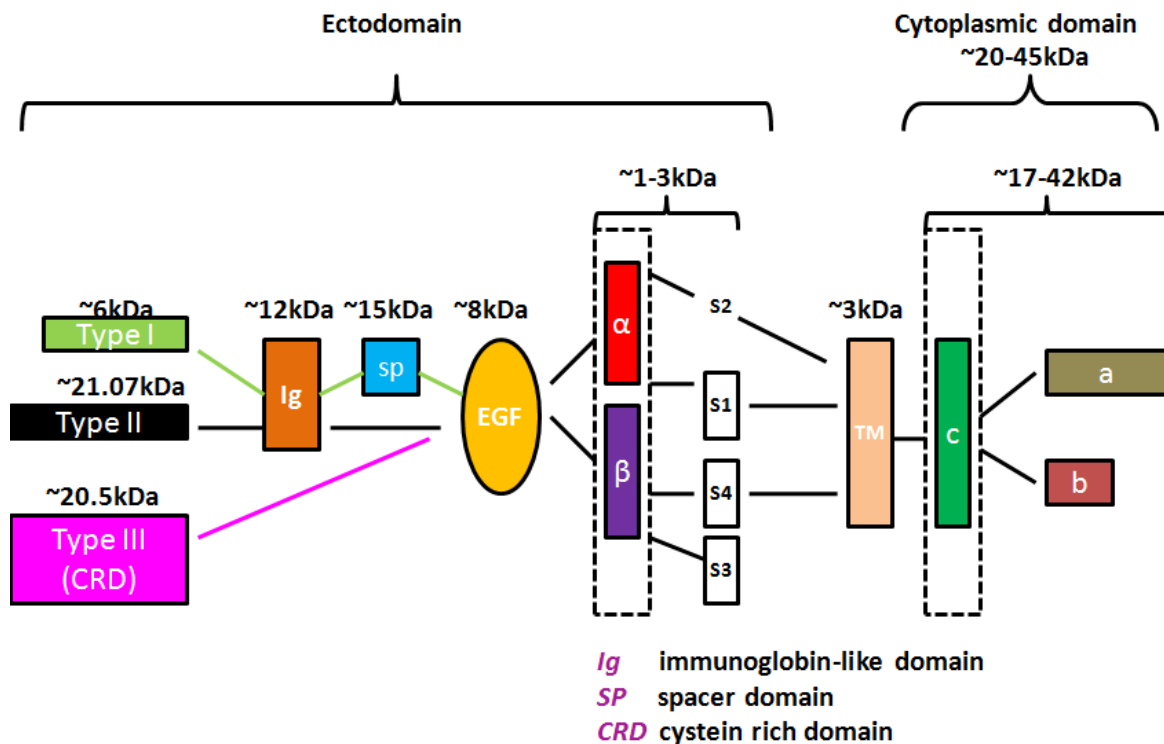 Ectodomain
Cytoplasmic domain
~20-45kDa
~1-3kDa
~17-42kDa
~6kDa
~12kDa
~15kDa
~8kDa
~3kDa
Type I
Ig
sp
EGF
α
S2
~21.07kDa
Type II
S1
TM
c
a
β
S4
b
~20.5kDa
Type III
(CRD)
S3
Ig immunoglobin-like domain
SP spacer domain
CRD cystein rich domain